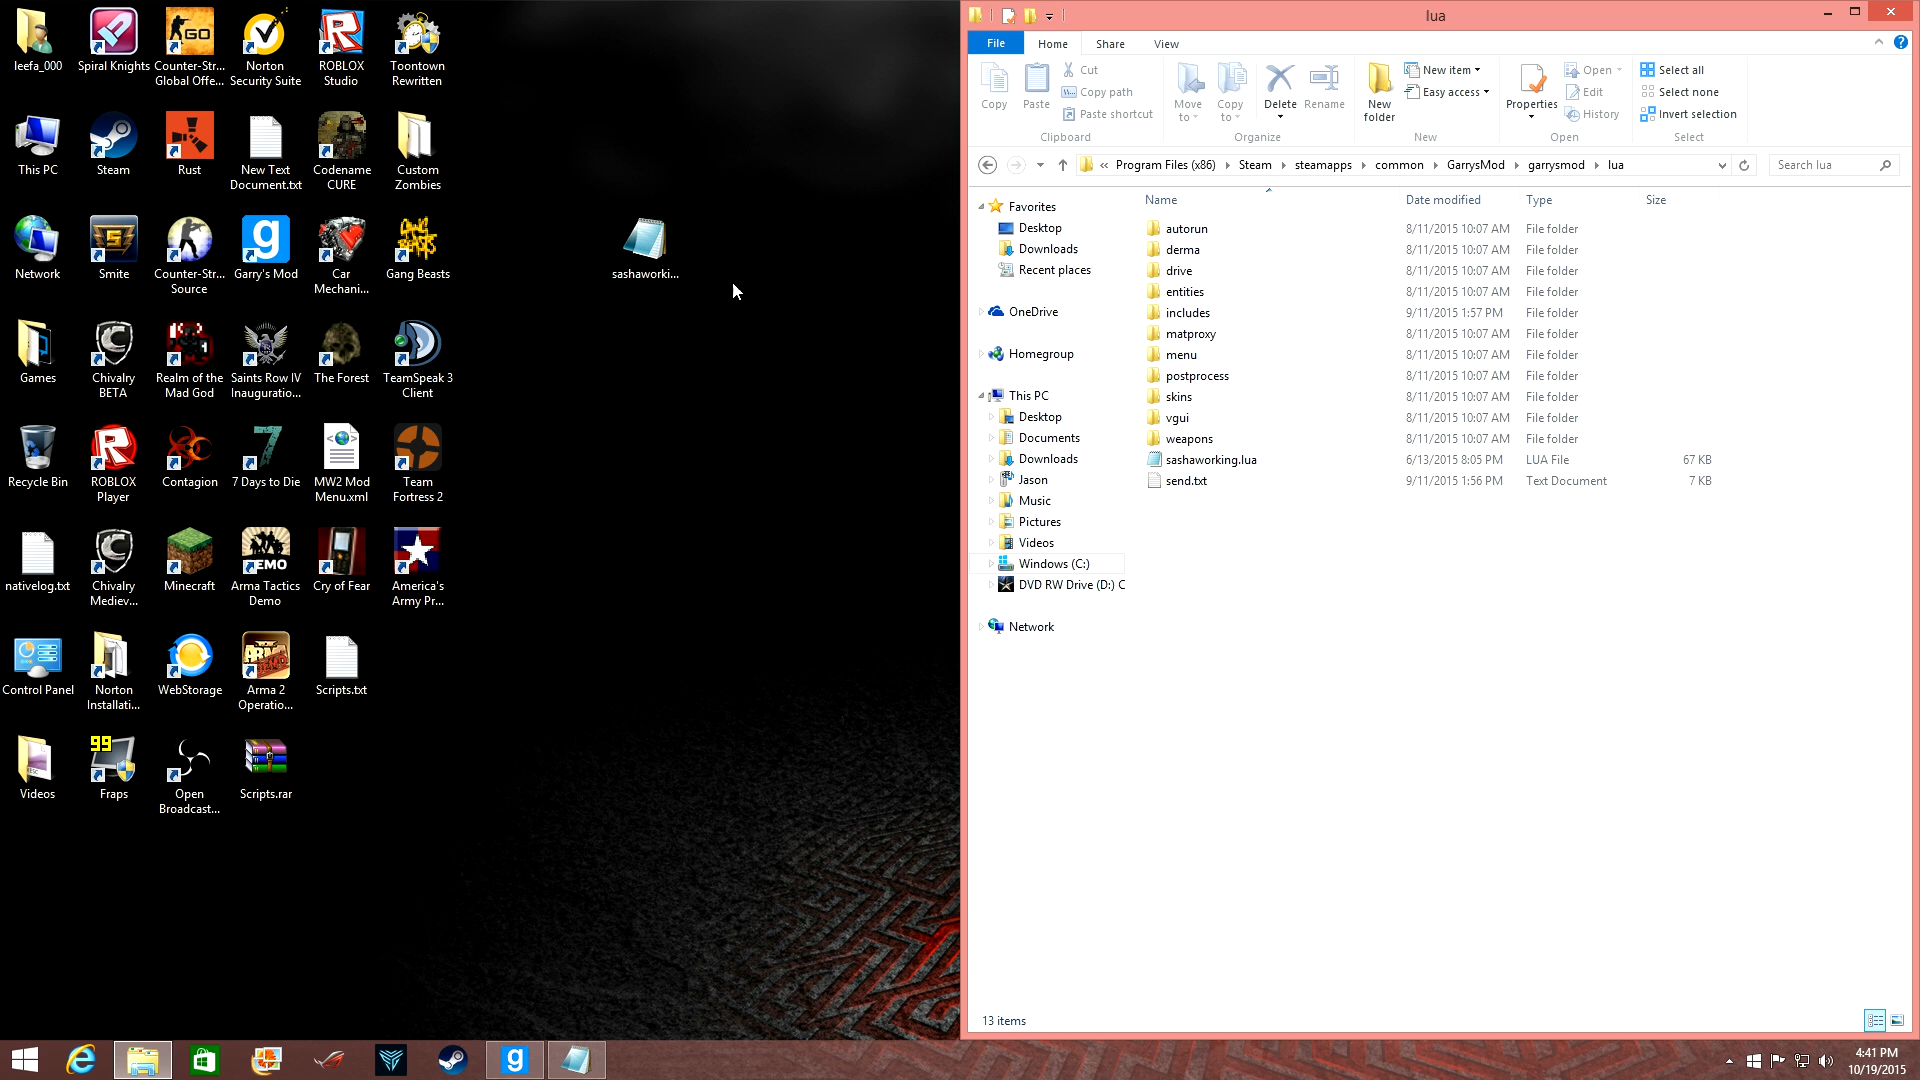 leefa_000
Spiral Knights
Counter-Str...
Global Offe...
Norton
Security Suite
ROBLOX
Studio
Toontown
Rewritten
This PC
Steam
Rust
New Text
Document.txt
Codename
CURE
Custom
Zombies
Network
Smite
Counter-Str...
Source
Garry's Mod
Car
Mechani...
Gang Beasts
sashaworki...
Games
Chivalry
BETA
Realm of the
Mad God
Saints Row IV
Inauguratio...
The Forest
TeamSpeak 3
Client
Recycle Bin
ROBLOX
Player
Contagion
7 Days to Die
MW2 Mod
Menu.xml
Team
Fortress 2
nativelog.txt
Chivalry
Mediev...
Minecraft
Arma Tactics
Demo
Cry of Fear
America's
Army Pr...
Control Panel
Norton
Installati...
WebStorage
Arma 2
Operatio...
Scripts.txt
Videos
99
Fraps
Open
Broadcast...
Scripts.rar
lua
File
Home
Share
View
Copy
Paste
Cut
Copy path
Paste shortcut
Clipboard
Move
to
Copy
to
Delete
Rename
Organize
New
folder
New item
Easy access
New
Properties
Open
Edit
History
Open
Select all
Select none
Invert selection
Select
« Program Files (x86) Steam steamapps common GarrysMod garrysmod lua
Search lua
Favorites
Desktop
Downloads
Recent places
OneDrive
Homegroup
This PC
Desktop
Documents
Downloads
Jason
Music
Pictures
Videos
Windows (C:)
DVD RW Drive (D:) C
Network
Name Date modified Type Size
autorun 8/11/2015 10:07 AM File folder
derma 8/11/2015 10:07 AM File folder
drive 8/11/2015 10:07 AM File folder
entities 8/11/2015 10:07 AM File folder
includes 9/11/2015 1:57 PM File folder
matproxy 8/11/2015 10:07 AM File folder
menu 8/11/2015 10:07 AM File folder
postprocess 8/11/2015 10:07 AM File folder
skins 8/11/2015 10:07 AM File folder
vgui 8/11/2015 10:07 AM File folder
weapons 8/11/2015 10:07 AM File folder
sashaworking.lua 6/13/2015 8:05 PM LUA File 67 KB
send.txt 9/11/2015 1:56 PM Text Document 7 KB
13 items
4:41 PM
10/19/2015